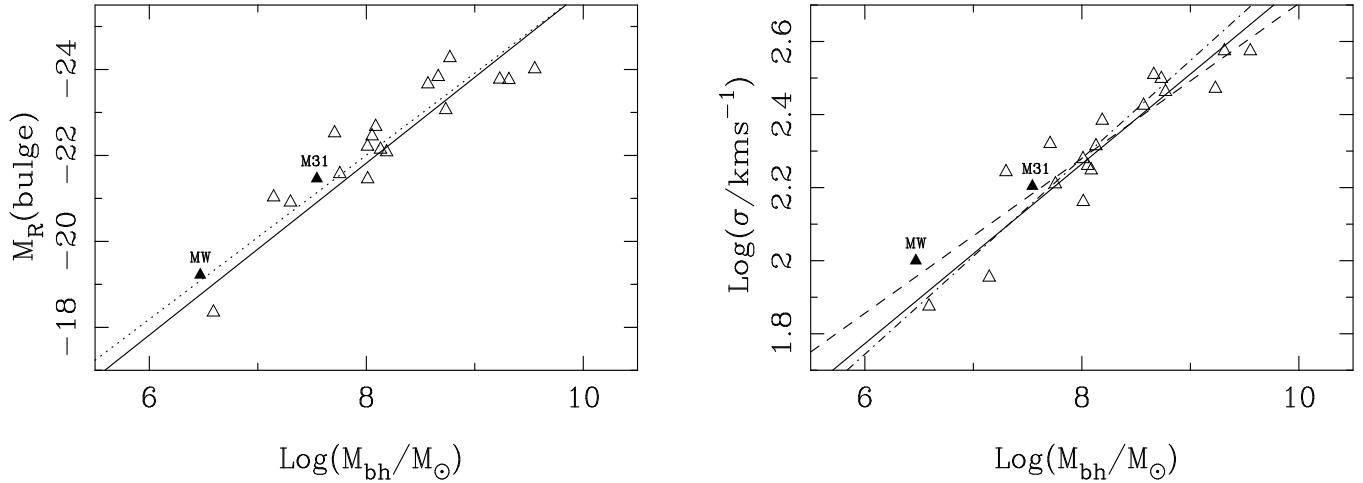 M_R(bulge)
−24
−22
−20
−18
M31
MW
6
8
10
Log(M_bh/M_⊙)
Log(σ/kms^−1)
2.6
2.4
2.2
2
1.8
M31
MW
6
8
10
Log(M_bh/M_⊙)